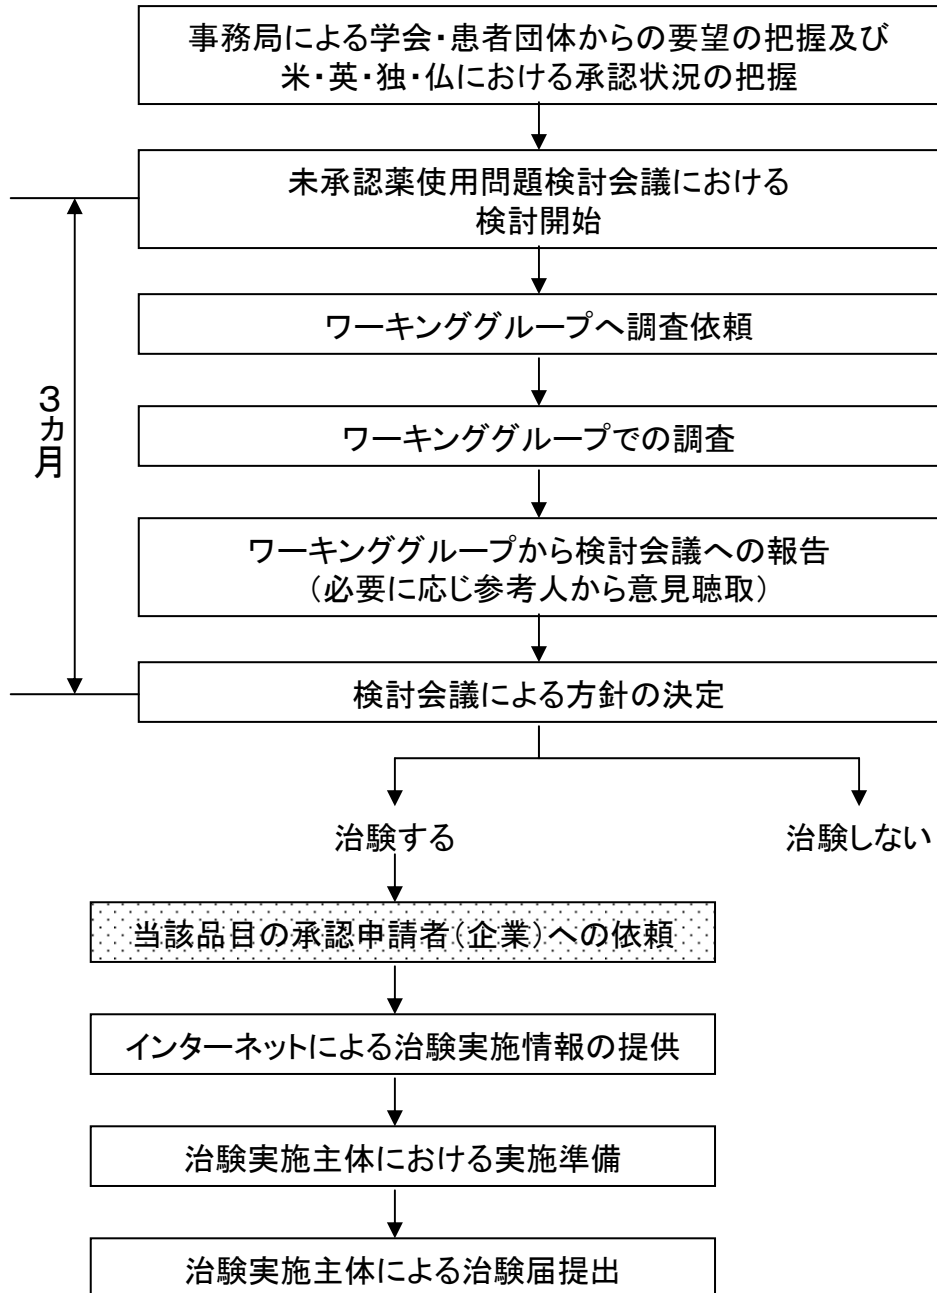 事務局による学会・患者団体からの要望の把握及び
米・英・独・仏における承認状況の把握
未承認薬使用問題検討会議における
検討開始
ワーキンググループへ調査依頼
３カ月
ワーキンググループでの調査
ワーキンググループから検討会議への報告
（必要に応じ参考人から意見聴取）
検討会議による方針の決定
治験する
治験しない
当該品目の承認申請者（企業）への依頼
インターネットによる治験実施情報の提供
治験実施主体における実施準備
治験実施主体による治験届提出